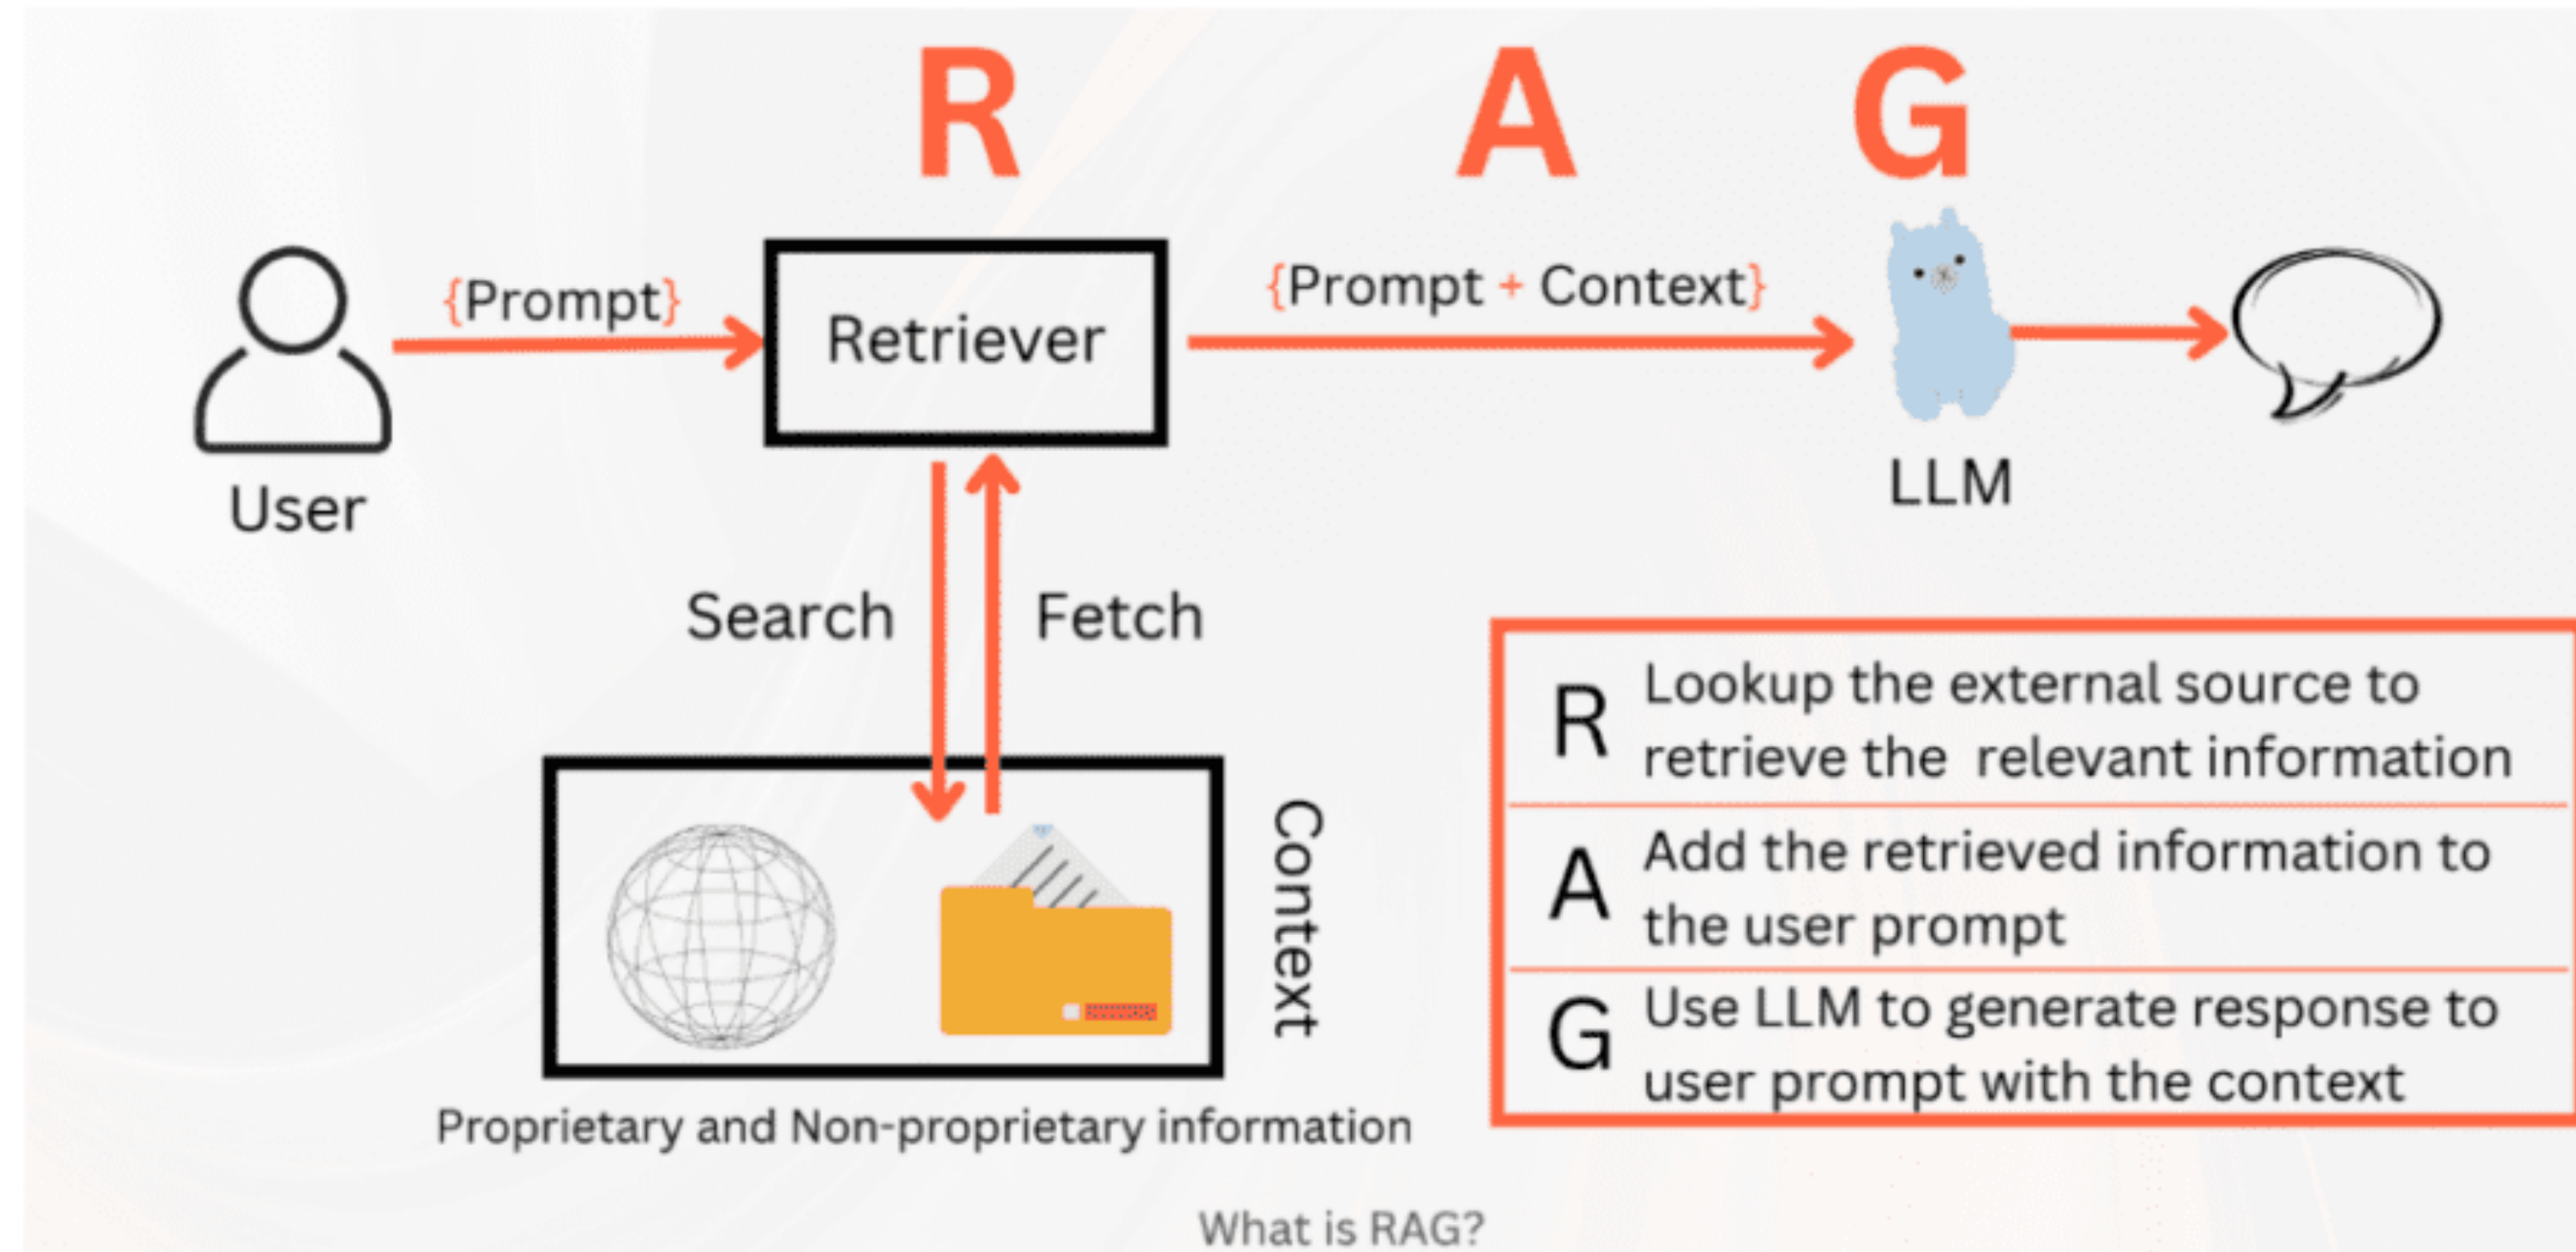 R A G
{Prompt}
Retriever
{Prompt + Context}
User
LLM
Search
Fetch
Context
Proprietary and Non-proprietary information
R
Lookup the external source to
retrieve the relevant information
A
Add the retrieved information to
the user prompt
G
Use LLM to generate response to
user prompt with the context
What is RAG?